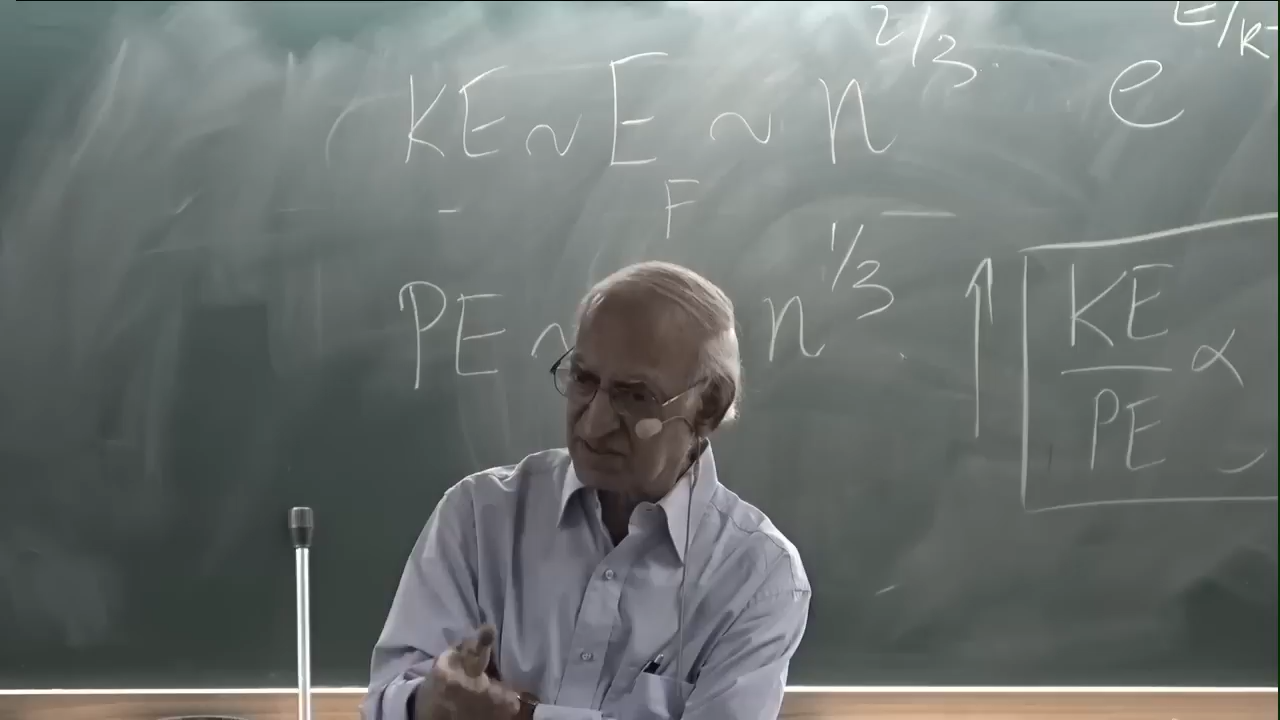 KE ~ E_F ~ n^{2/3} e^{E/k
PE ~ n^{1/3} ↑ KE/PE ∝